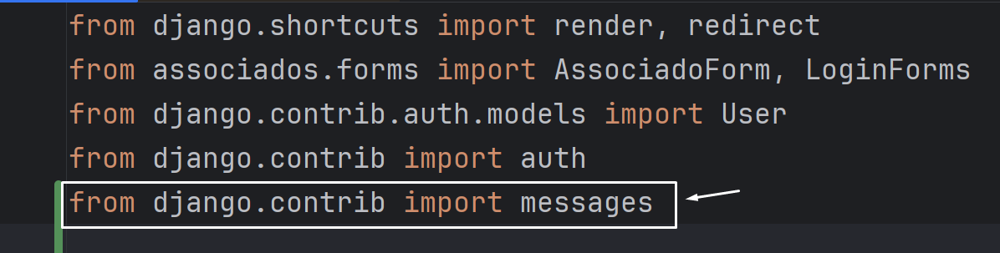 from django.shortcuts import render, redirect
from associados.forms import AssociadoForm, LoginForms
from django.contrib.auth.models import User
from django.contrib import auth
from django.contrib import messages